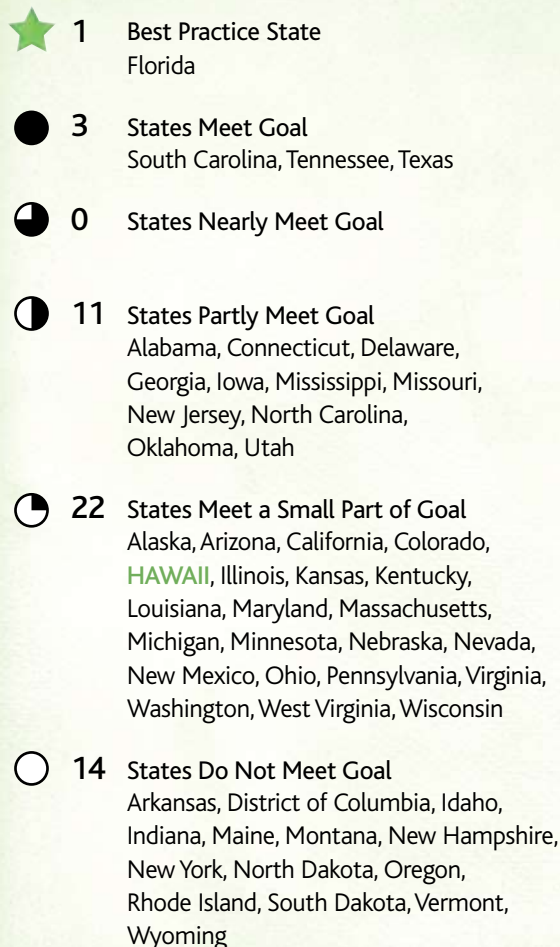 1 Best Practice State
Florida
3 States Meet Goal
South Carolina, Tennessee, Texas
0 States Nearly Meet Goal
11 States Partly Meet Goal
Alabama, Connecticut, Delaware,
Georgia, Iowa, Mississippi, Missouri,
New Jersey, North Carolina,
Oklahoma, Utah
22 States Meet a Small Part of Goal
Alaska, Arizona, California, Colorado,
HAWAII, Illinois, Kansas, Kentucky,
Louisiana, Maryland, Massachusetts,
Michigan, Minnesota, Nebraska, Nevada,
New Mexico, Ohio, Pennsylvania, Virginia,
Washington, West Virginia, Wisconsin
14 States Do Not Meet Goal
Arkansas, District of Columbia, Idaho,
Indiana, Maine, Montana, New Hampshire,
New York, North Dakota, Oregon,
Rhode Island, South Dakota, Vermont,
Wyoming